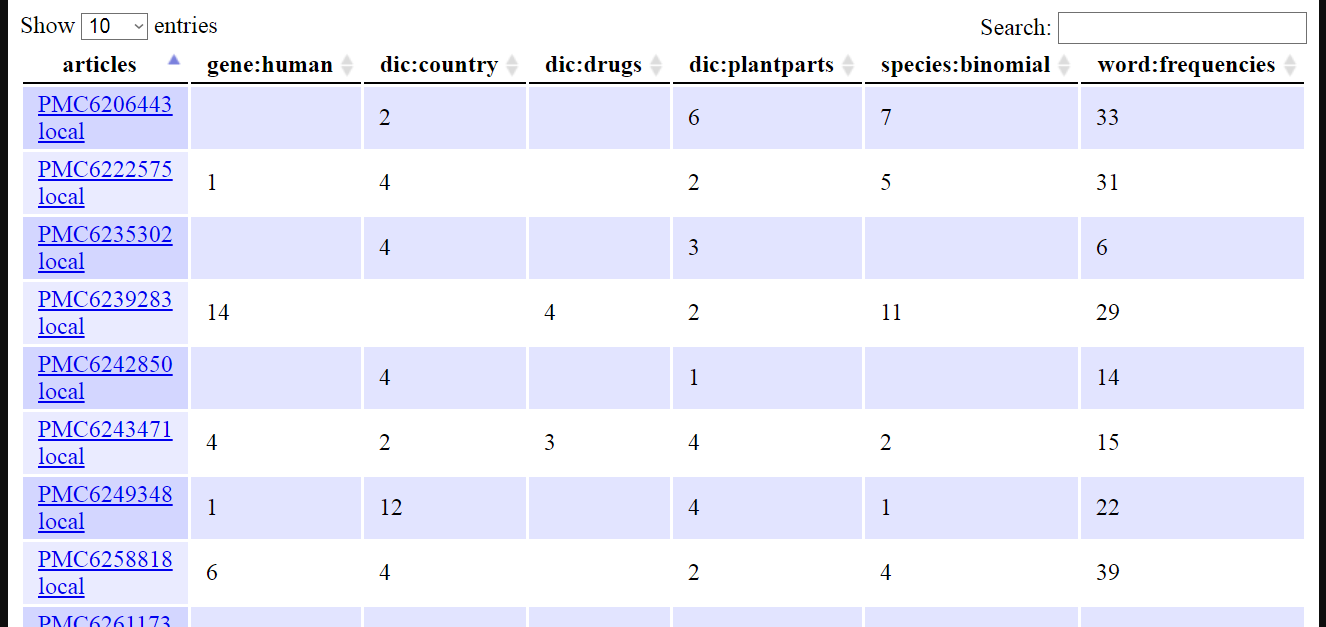 Show 10 entries Search:
articles gene:human dic:country dic:drugs dic:plantparts species:binomial word:frequencies
PMC6206443 2 6 7 33
local
PMC6222575 1 4 2 5 31
local
PMC6235302 4 3 6
local
PMC6239283 14 4 2 11 29
local
PMC6242850 4 1 14
local
PMC6243471 4 2 3 4 2 15
local
PMC6249348 1 12 4 1 22
local
PMC6258818 6 4 2 4 39
local
PMC6261173